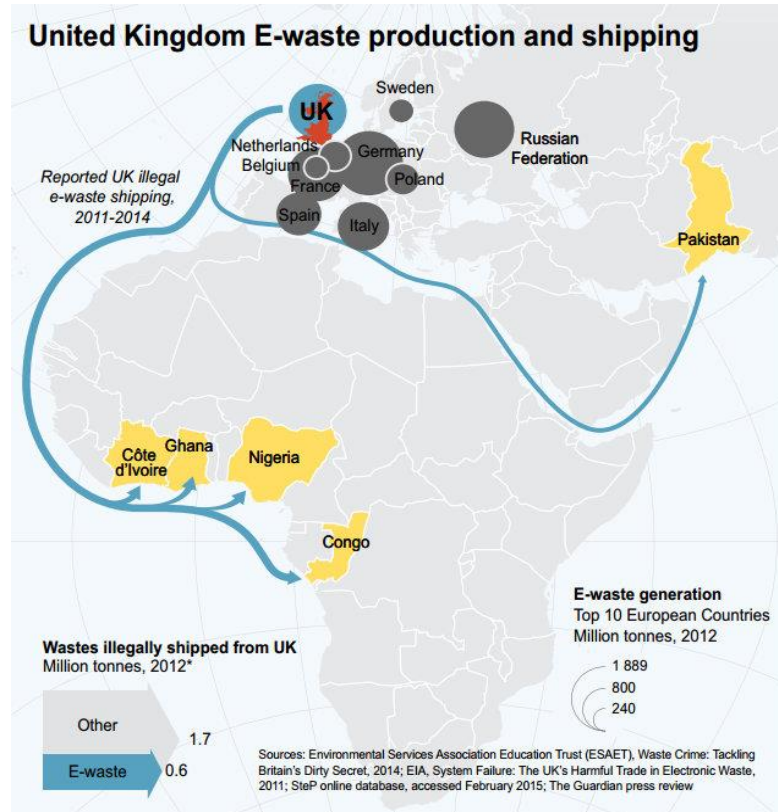 United Kingdom E-waste production and shipping
Sweden
UK
Russian
Federation
Netherlands
Belgium
Germany
France
Poland
Reported UK illegal
e-waste shipping,
2011-2014
Spain
Italy
Pakistan
Côte
d'Ivoire
Ghana
Nigeria
Congo
E-waste generation
Top 10 European Countries
Million tonnes, 2012
1 889
800
240
Wastes illegally shipped from UK
Million tonnes, 2012*
Other
1.7
E-waste
0.6
Sources: Environmental Services Association Education Trust (ESAET), Waste Crime: Tackling
Britain's Dirty Secret, 2014; EIA, System Failure: The UK's Harmful Trade in Electronic Waste,
2011; SteP online database, accessed February 2015; The Guardian press review